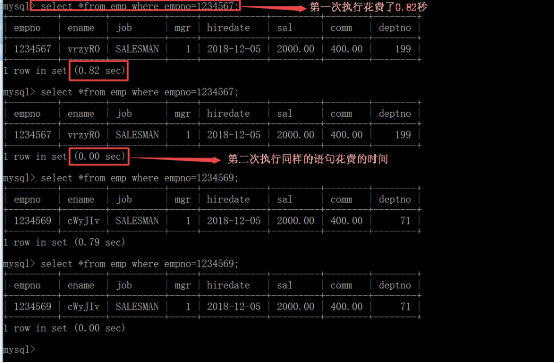 mysql> select *from emp where empno=1234567; 第一次执行花费了0.82秒
| empno | ename | job | mgr | hiredate | sal | comm | deptno |
| 1234567 | vrzyRO | SALESMAN | 1 | 2018-12-05 | 2000.00 | 400.00 | 199 |
1 row in set (0.82 sec)
mysql> select *from emp where empno=1234567;
| empno | ename | job | mgr | hiredate | sal | comm | deptno |
| 1234567 | vrzyRO | SALESMAN | 1 | 2018-12-05 | 2000.00 | 400.00 | 199 |
1 row in set (0.00 sec) 第二次执行同样的语句花费的时间
mysql> select *from emp where empno=1234569;
| empno | ename | job | mgr | hiredate | sal | comm | deptno |
| 1234569 | cWyJIv | SALESMAN | 1 | 2018-12-05 | 2000.00 | 400.00 | 71 |
1 row in set (0.79 sec)
mysql> select *from emp where empno=1234569;
| empno | ename | job | mgr | hiredate | sal | comm | deptno |
| 1234569 | cWyJIv | SALESMAN | 1 | 2018-12-05 | 2000.00 | 400.00 | 71 |
1 row in set (0.00 sec)
mysql>